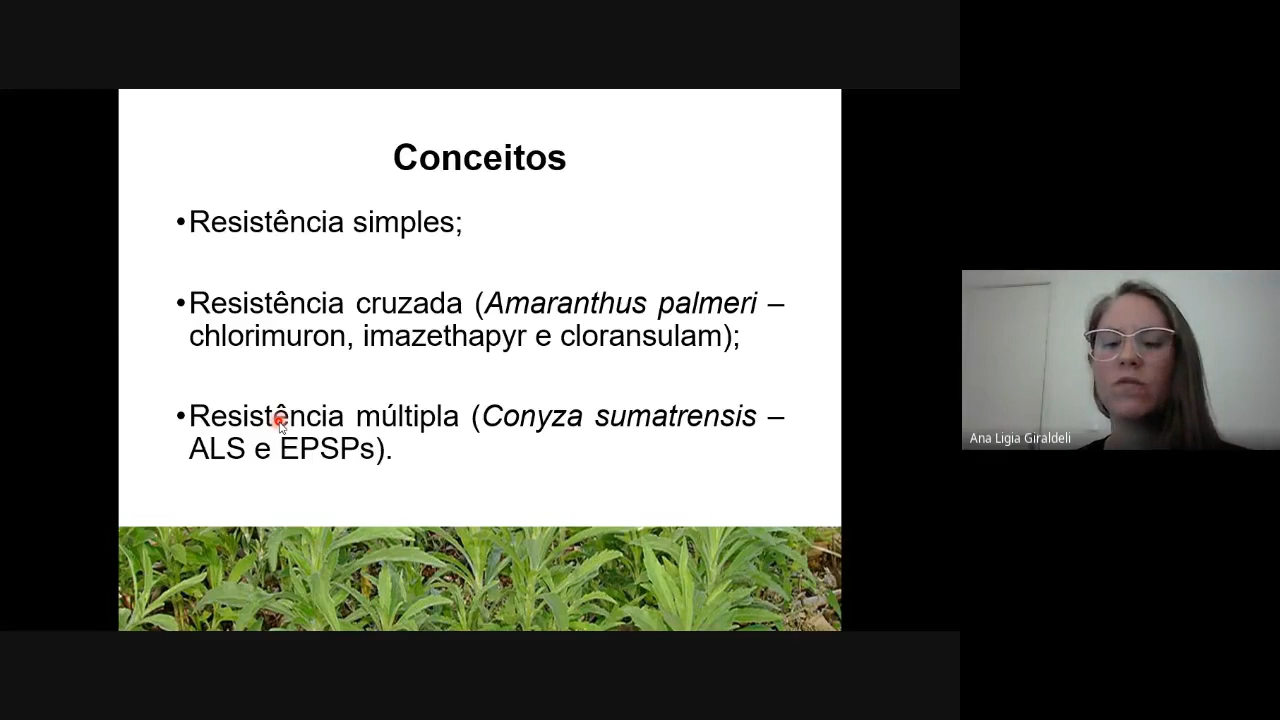 Conceitos
•Resistência simples;
•Resistência cruzada (Amaranthus palmeri –
chlorimuron, imazethapyr e cloransulam);
•Resistência múltipla (Conyza sumatrensis –
ALS e EPSPs).
Ana Ligia Giraldeli